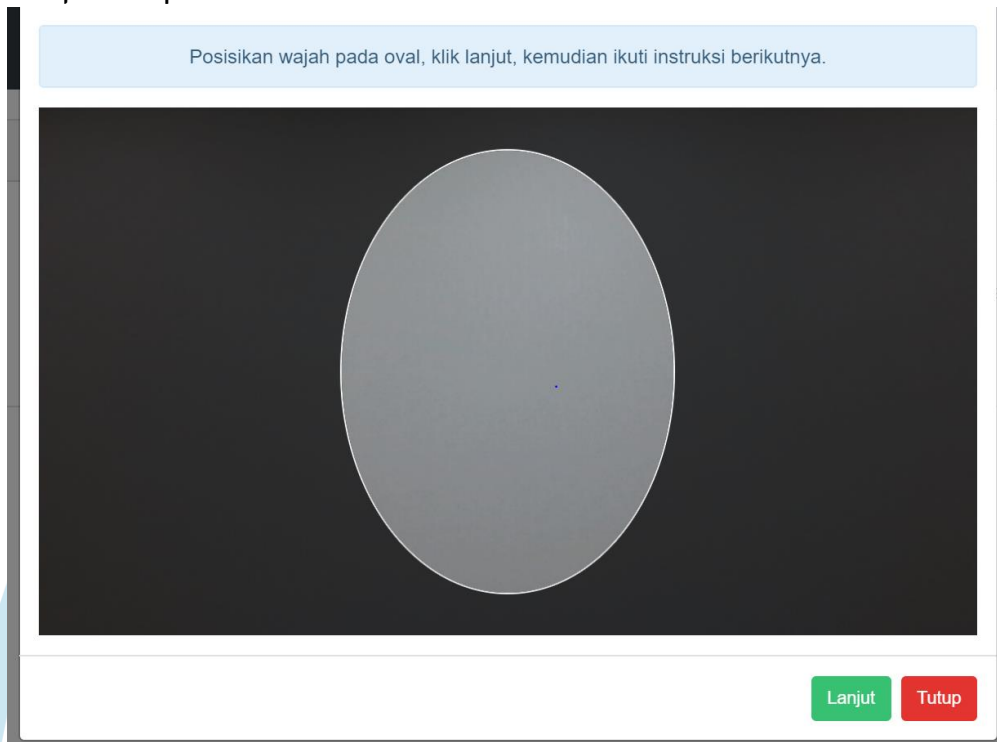 Posisikan wajah pada oval, klik lanjut, kemudian ikuti instruksi berikutnya.
Lanjut
Tutup